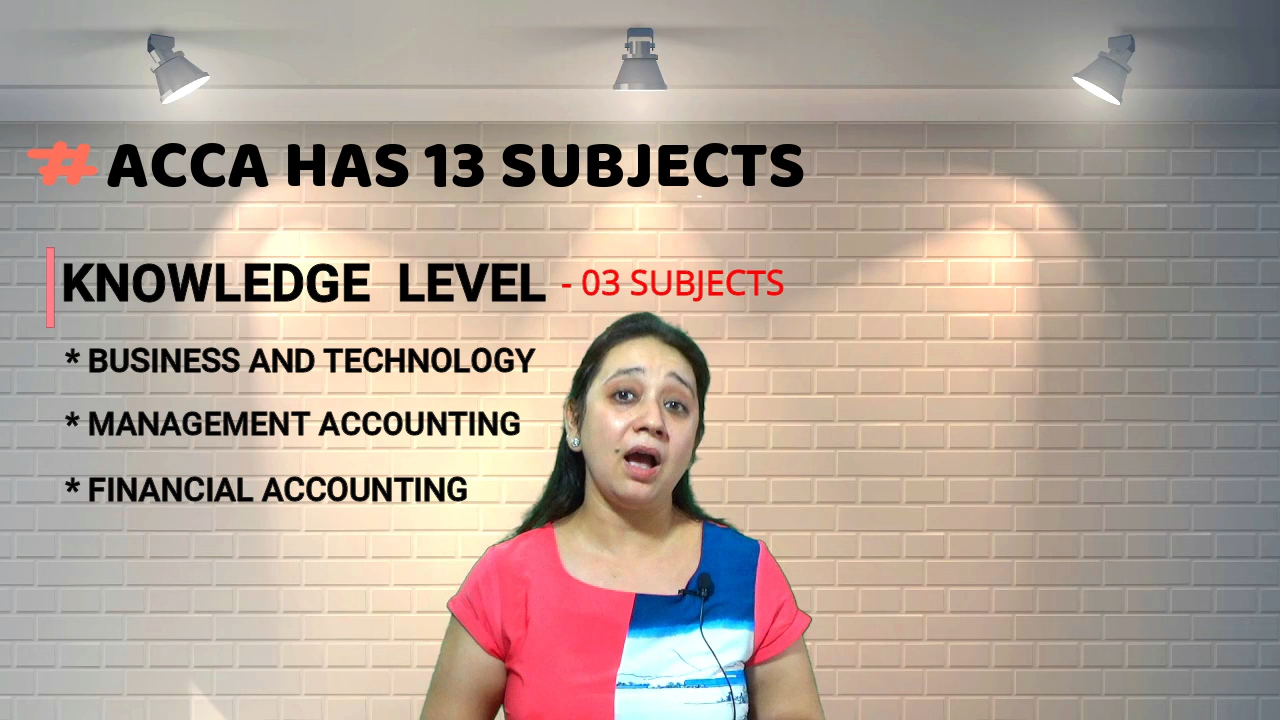 # ACCA HAS 13 SUBJECTS
KNOWLEDGE LEVEL - 03 SUBJECTS
* BUSINESS AND TECHNOLOGY
* MANAGEMENT ACCOUNTING
* FINANCIAL ACCOUNTING